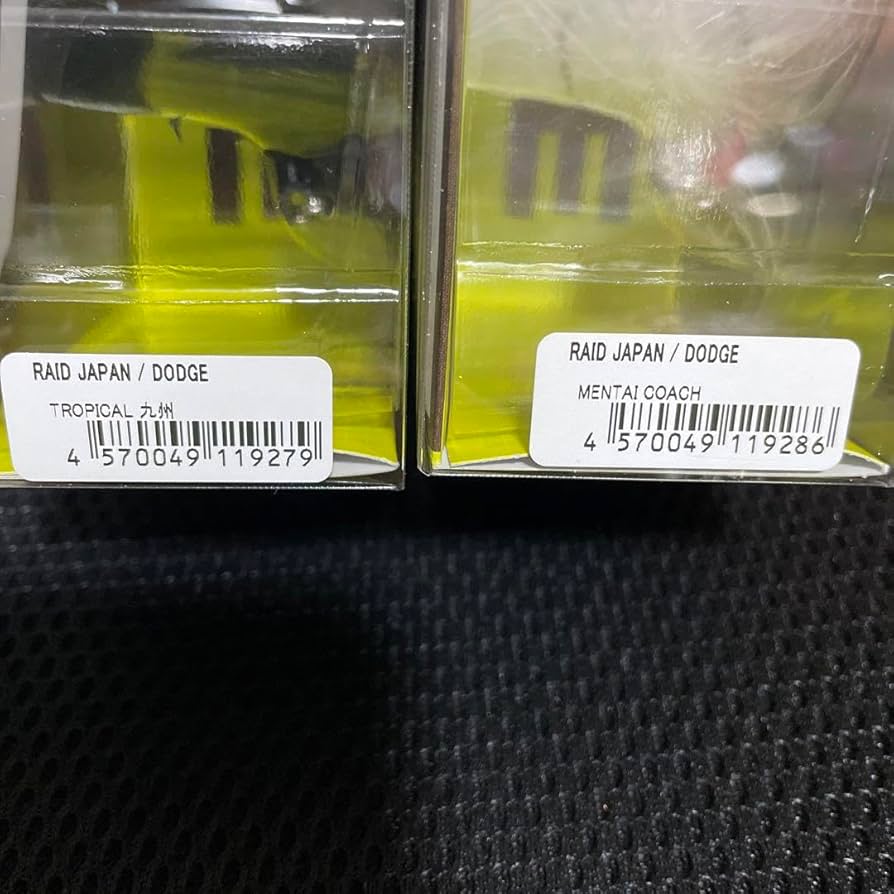 RAID JAPAN / DODGE
TROPICAL 九州
4 570049 119279
RAID JAPAN / DODGE
MENTAI COACH
4 570049 119286